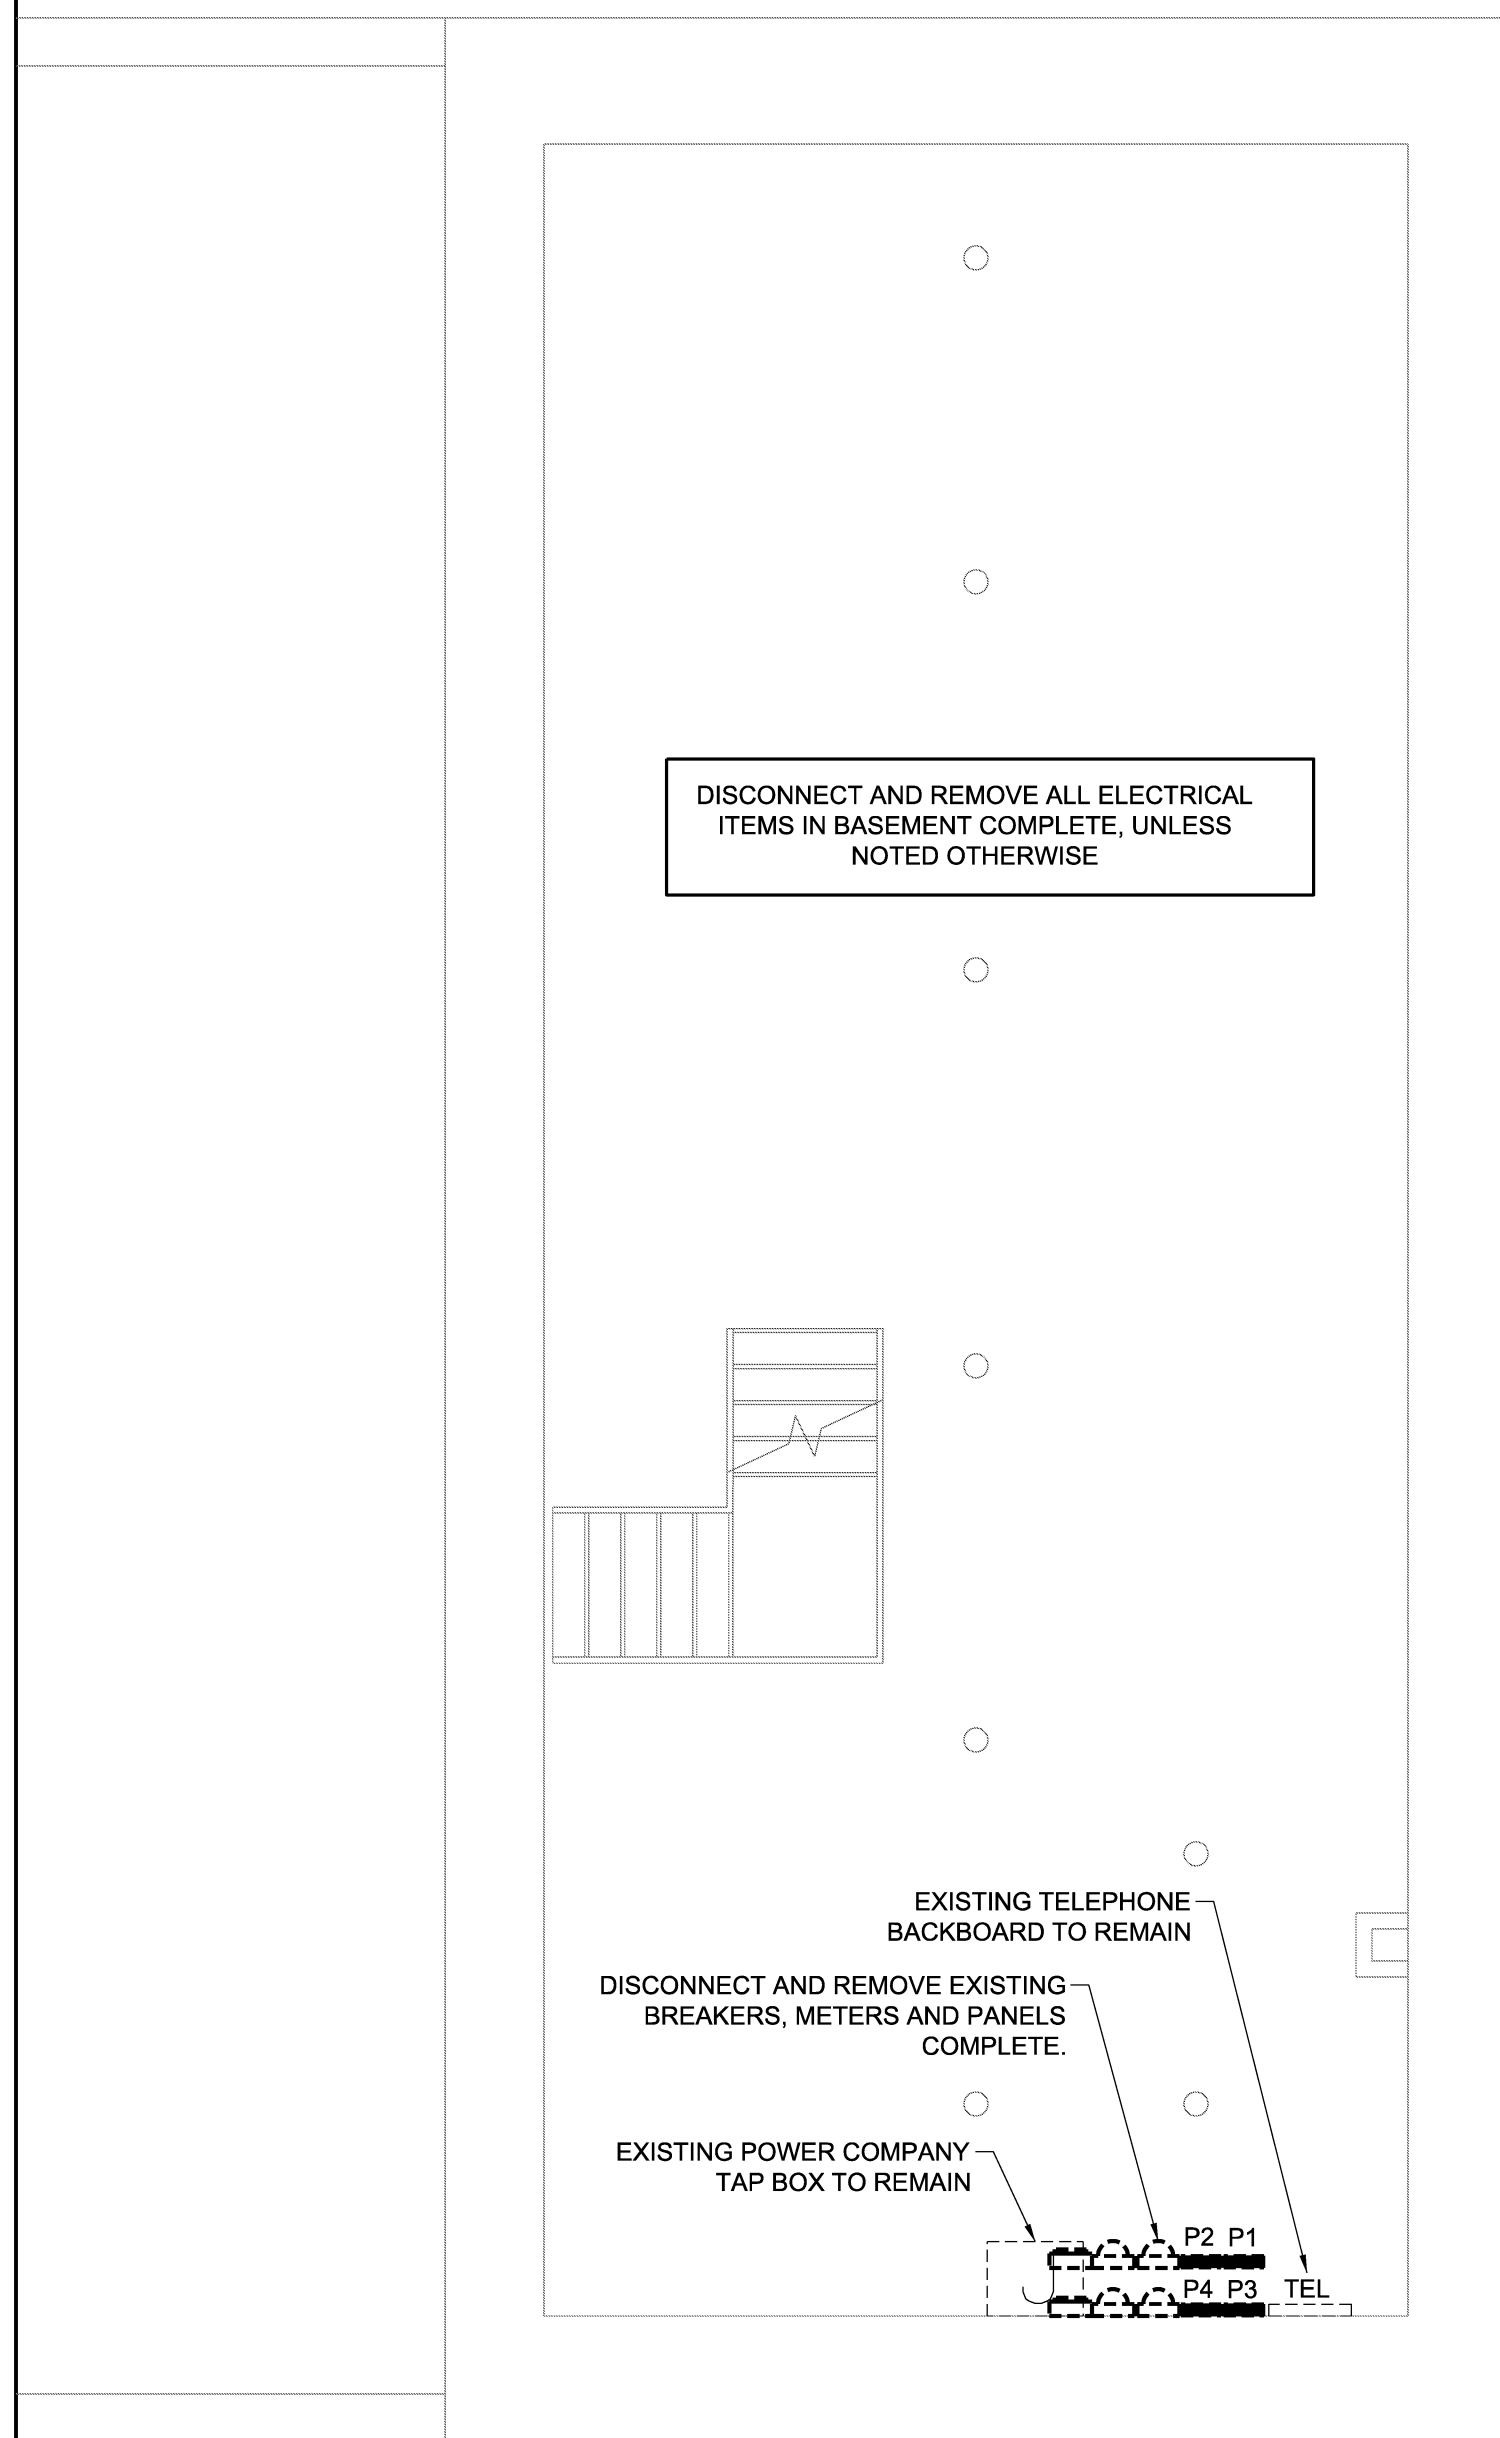 DISCONNECT AND REMOVE ALL ELECTRICAL
ITEMS IN BASEMENT COMPLETE, UNLESS
NOTED OTHERWISE
EXISTING TELEPHONE
BACKBOARD TO REMAIN
DISCONNECT AND REMOVE EXISTING
BREAKERS, METERS AND PANELS
COMPLETE.
EXISTING POWER COMPANY
TAP BOX TO REMAIN
P2 P1
P4 P3 TEL
J